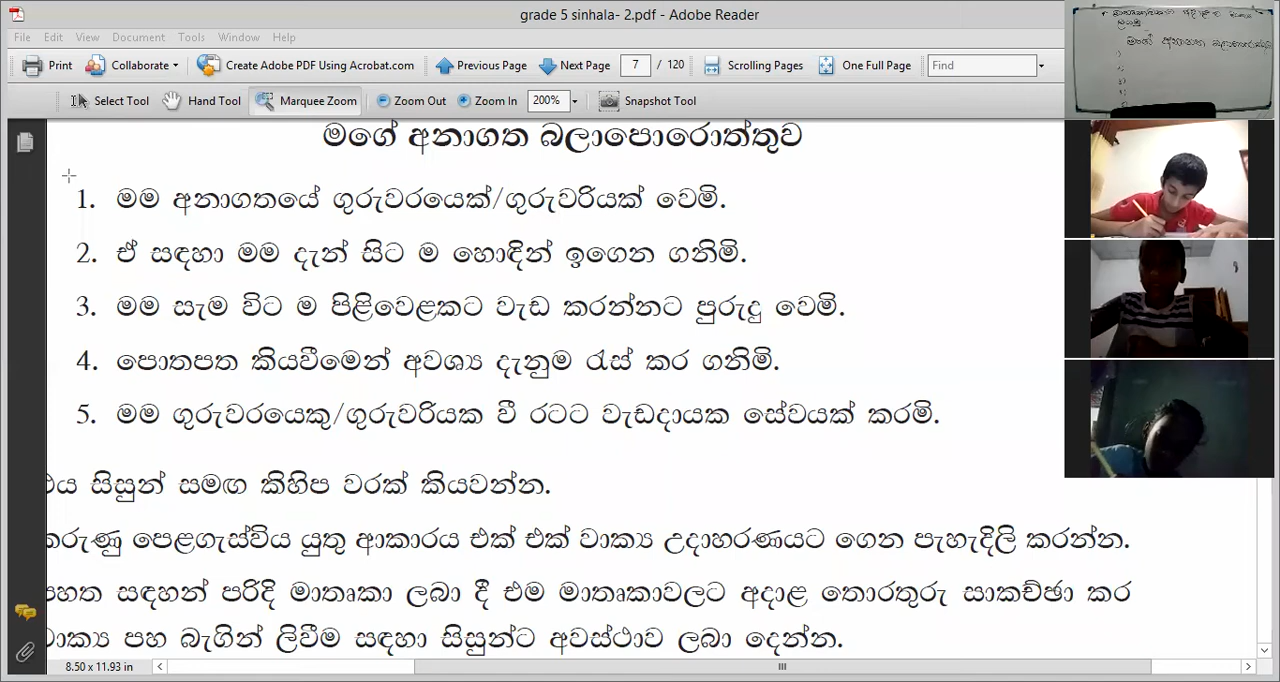 grade 5 sinhala- 2.pdf - Adobe Reader
File Edit View Document Tools Window Help
Print Collaborate Create Adobe PDF Using Acrobat.com Previous Page Next Page 7 / 120 Scrolling Pages One Full Page Find
Select Tool Hand Tool Marquee Zoom Zoom Out Zoom In 200% Snapshot Tool
මගේ අනාගත බලාපොරොත්තුව
1. මම අනාගතයේ ගුරුවරයෙක්/ගුරුවරියක් වෙමි.
2. ඒ සඳහා මම දැන් සිට ම හොඳින් ඉගෙන ගනිමි.
3. මම සැම විට ම පිළිවෙළකට වැඩ කරන්නට පුරුදු වෙමි.
4. පොතපත කියවීමෙන් අවශ්‍ය දැනුම රැස් කර ගනිමි.
5. මම ගුරුවරයෙකු/ගුරුවරියක වී රටට වැඩදායක සේවයක් කරමි.
එය සිසුන් සමඟ කිහිප වරක් කියවන්න.
කරුණු පෙළගැස්විය යුතු ආකාරය එක් එක් වාක්‍ය උදාහරණයට ගෙන පැහැදිලි කරන්න.
පහත සඳහන් පරිදි මාතෘකා ලබා දී එම මාතෘකාවලට අදාළ තොරතුරු සාකච්ඡා කර
වාක්‍ය පහ බැගින් ලිවීම සඳහා සිසුන්ට අවස්ථාව ලබා දෙන්න.
8.50 x 11.93 in